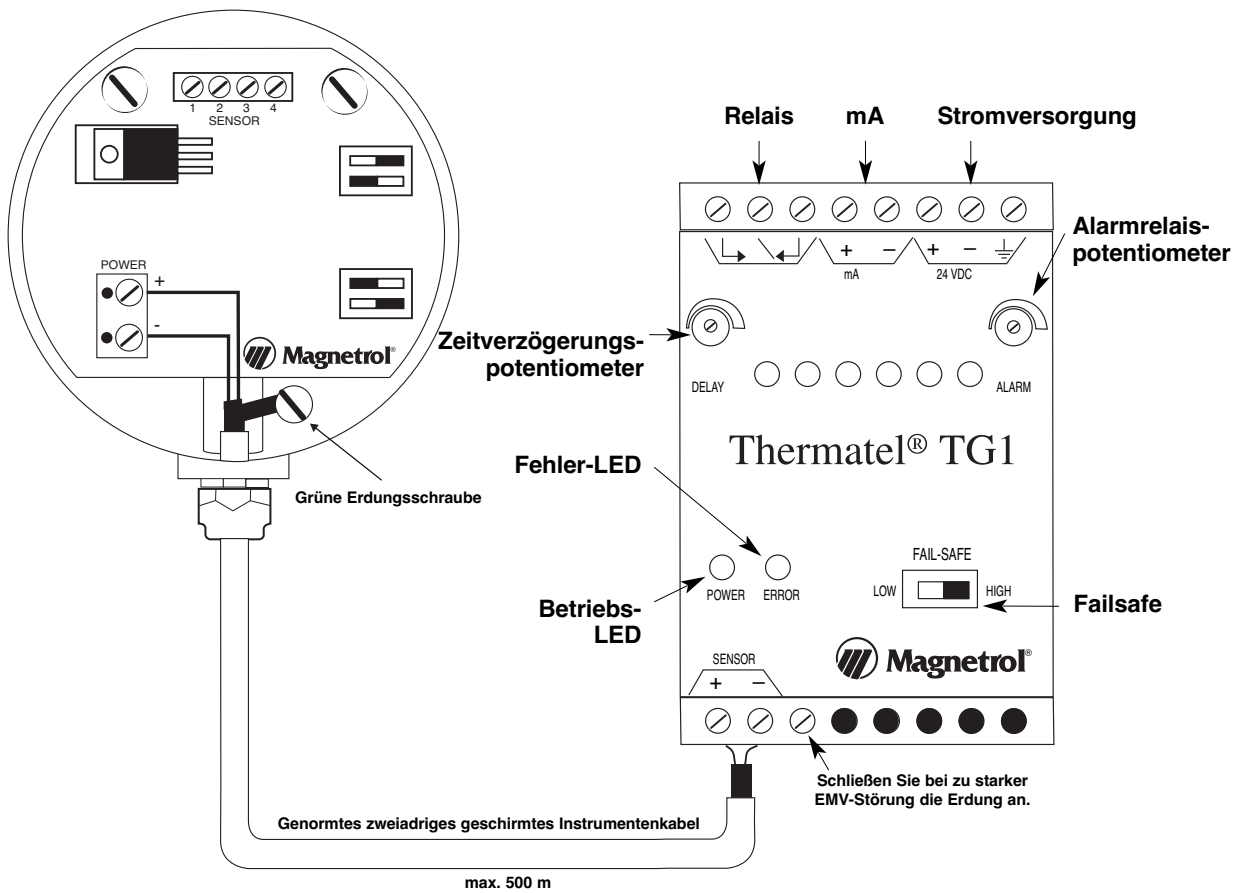 1 2 3 4
SENSOR
POWER
+
-
Magnetrol®
Grüne Erdungsschraube
Relais
mA
Stromversorgung
+ − + −
mA
24 VDC
Alarmrelais-
potentiometer
Zeitverzögerungs-
potentiometer
DELAY
ALARM
Thermatel® TG1
Fehler-LED
Betriebs-
LED
POWER
ERROR
FAIL-SAFE
LOW
HIGH
Failsafe
Magnetrol®
SENSOR
+ −
Schließen Sie bei zu starker
EMV-Störung die Erdung an.
Genormtes zweiadriges geschirmtes Instrumentenkabel
max. 500 m